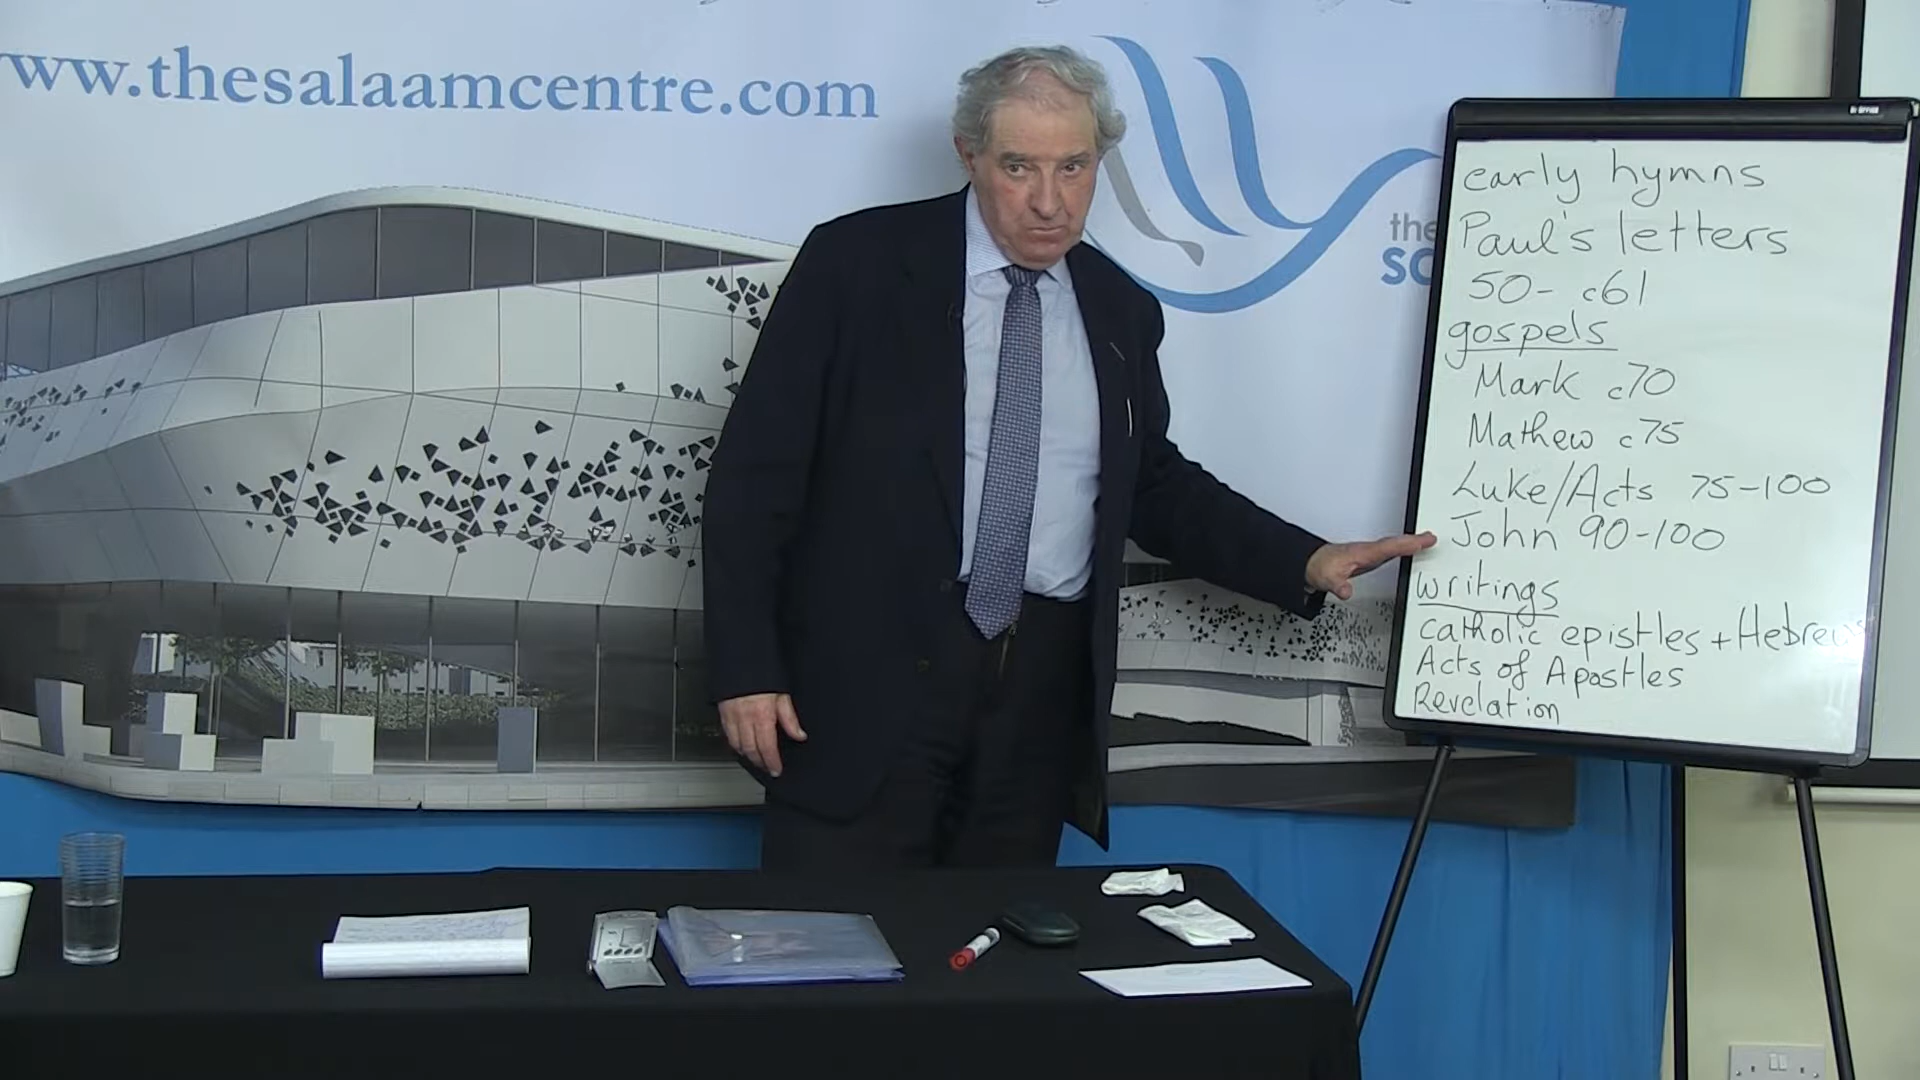 www.thesalaamcentre.com
the
early hymns
Paul's letters
50- c61
gospels
Mark c70
Mathew c75
Luke/Acts 75-100
John 90-100
writings
catholic epistles + Hebrews
Acts of Apostles
Revelation